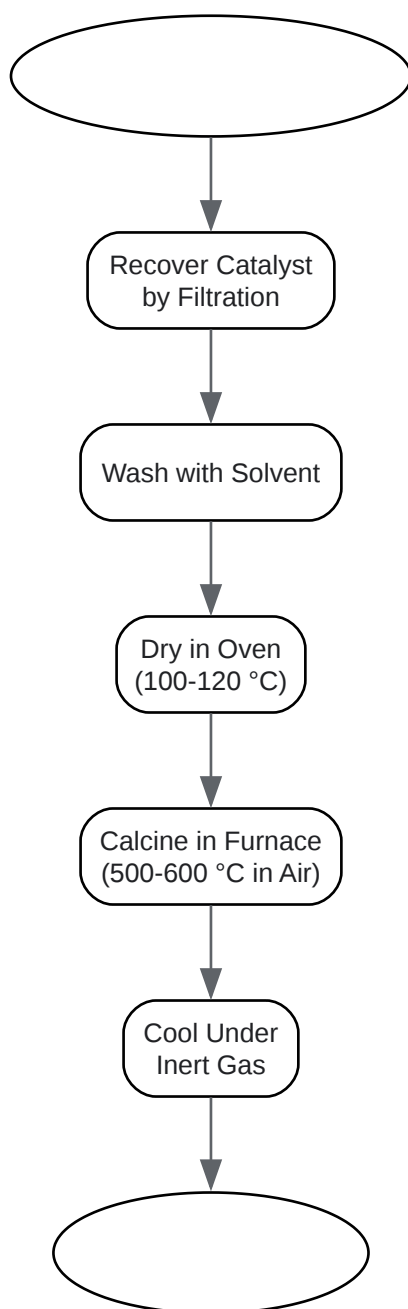 Recover Catalyst
by Filtration
Wash with Solvent
Dry in Oven
(100-120 °C)
Calcine in Furnace
(500-600 °C in Air)
Cool Under
Inert Gas